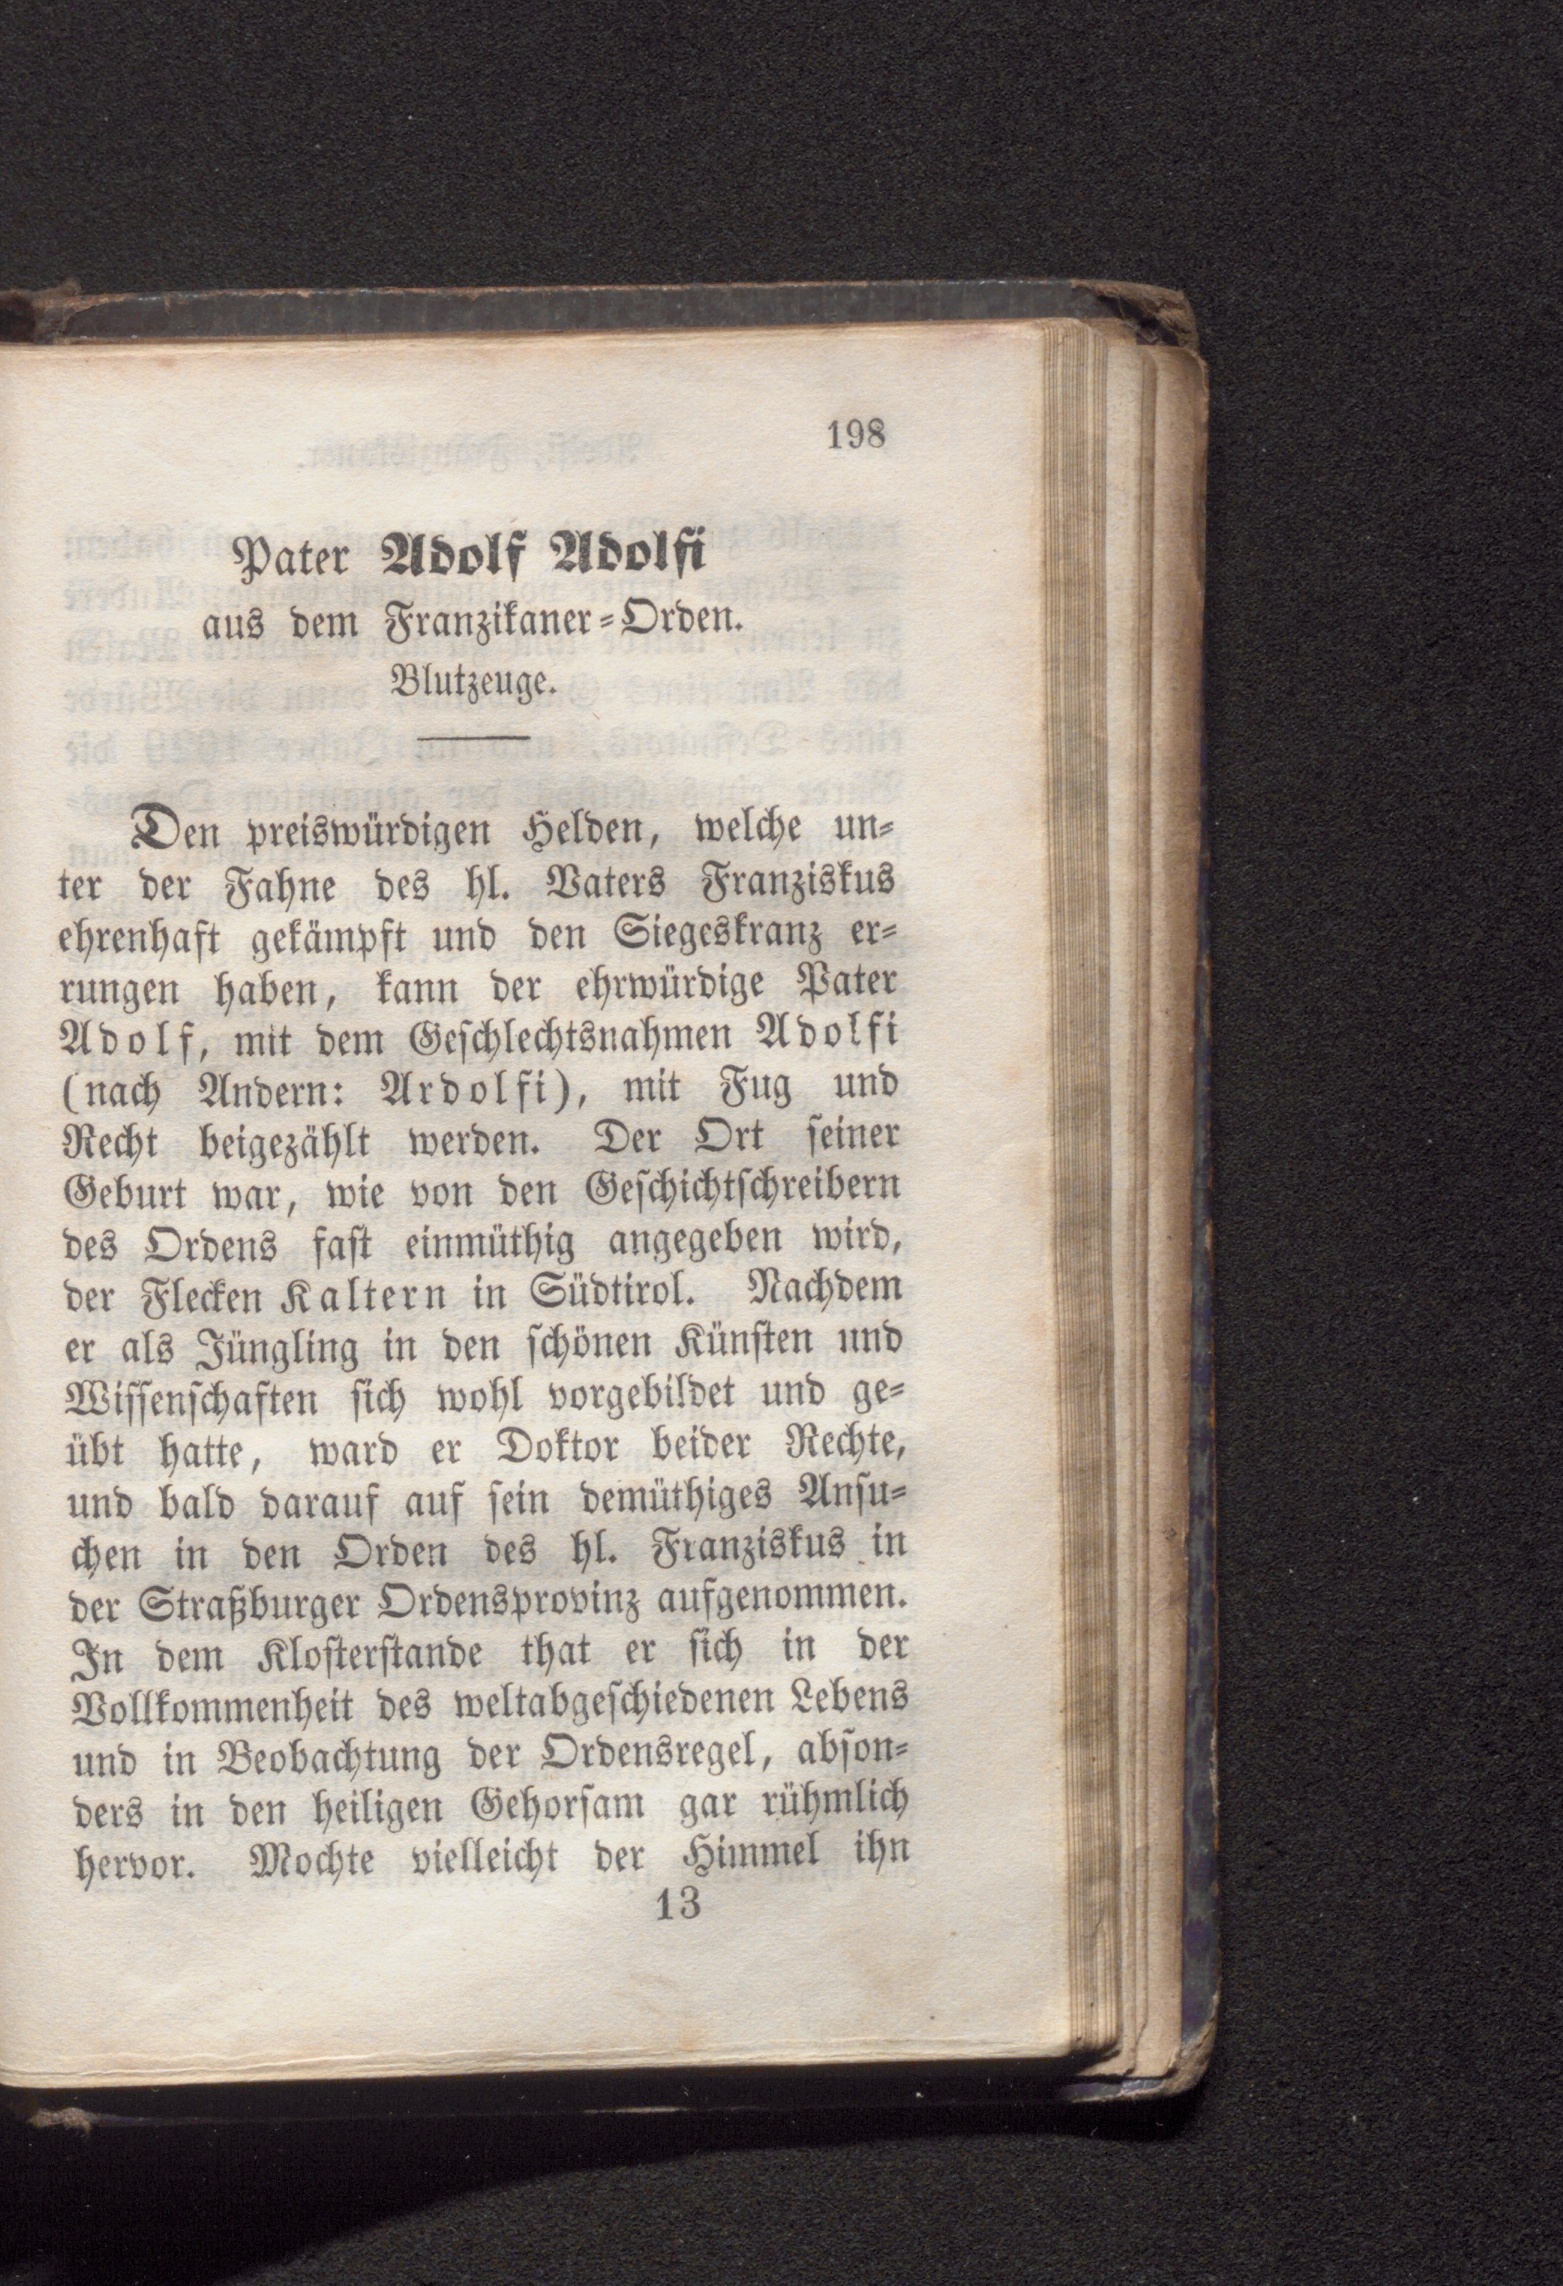 198
Pater Adolf Adolfi
aus dem Franzikaner-Orden.
Blutzeuge.
Den preiswürdigen Helden, welche un-
ter der Fahne des hl. Vaters Franziskus
ehrenhaft gekämpft und den Siegeskranz er-
rungen haben, kann der ehrwürdige Pater
Adolf, mit dem Geschlechtsnahmen Adolfi
(nach Andern: Ardolfi), mit Fug und
Recht beigezählt werden. Der Ort seiner
Geburt war, wie von den Geschichtschreibern
des Ordens fast einmüthig angegeben wird,
der Flecken Kaltern in Südtirol. Nachdem
er als Jüngling in den schönen Künsten und
Wissenschaften sich wohl vorgebildet und ge-
übt hatte, ward er Doktor beider Rechte,
und bald darauf auf sein demüthiges Ansu-
chen in den Orden des hl. Franziskus in
der Straßburger Ordensprovinz aufgenommen.
In dem Klosterstande that er sich in der
Vollkommenheit des weltabgeschiedenen Lebens
und in Beobachtung der Ordensregel, abson-
ders in den heiligen Gehorsam gar rühmlich
hervor. Mochte vielleicht der Himmel ihn
13